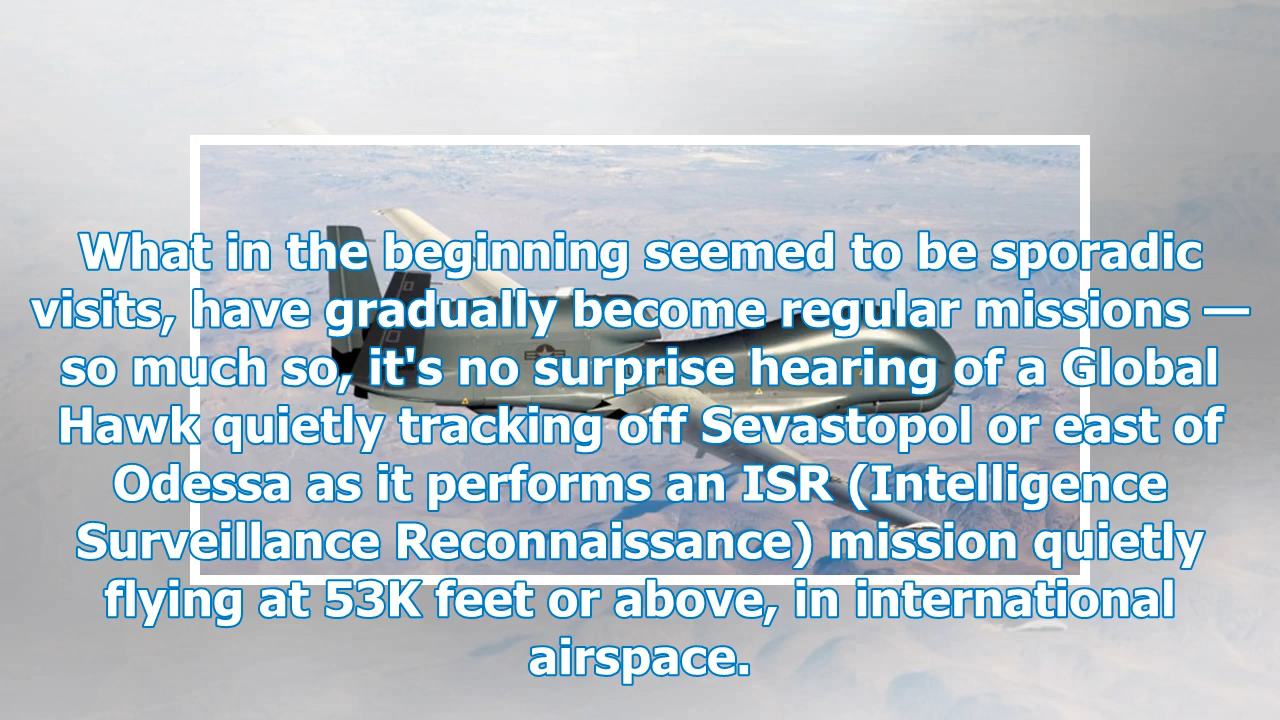 What in the beginning seemed to be sporadic
visits, have gradually become regular missions —
so much so, it's no surprise hearing of a Global
Hawk quietly tracking off Sevastopol or east of
Odessa as it performs an ISR (Intelligence
Surveillance Reconnaissance) mission quietly
flying at 53K feet or above, in international
airspace.